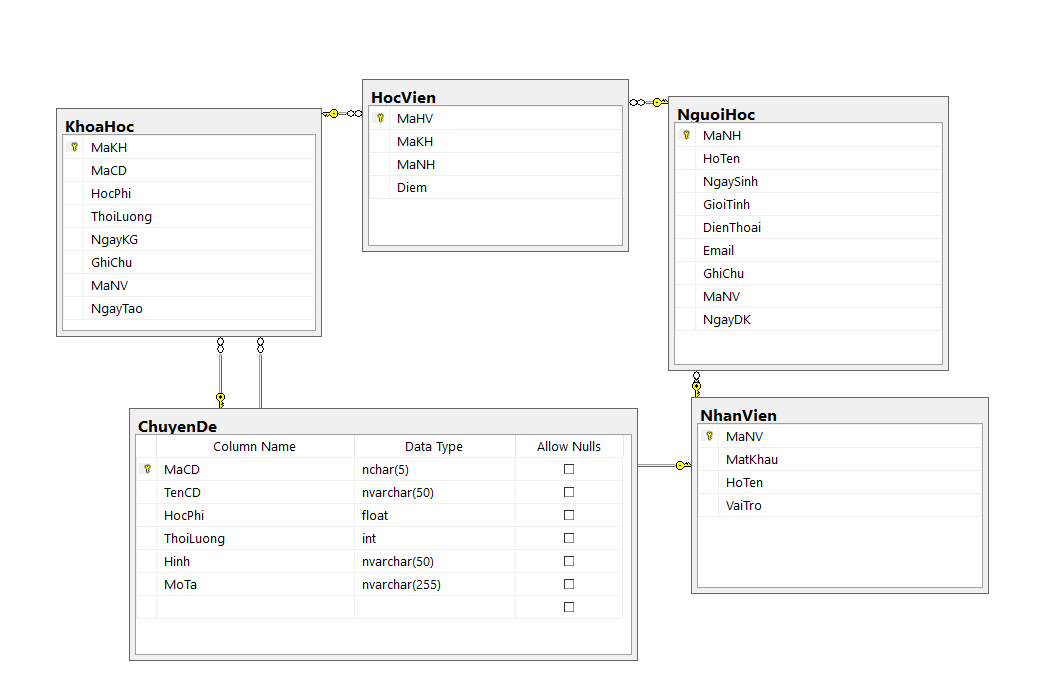 KhoaHoc
MaKH
MaCD
HocPhi
ThoiLuong
NgayKG
GhiChu
MaNV
NgayTao
HocVien
MaHV
MaKH
MaNH
Diem
NguoiHoc
MaNH
HoTen
NgaySinh
GioiTinh
DienThoai
Email
GhiChu
MaNV
NgayDK
ChuyenDe
Column Name Data Type Allow Nulls
MaCD nchar(5)
TenCD nvarchar(50)
HocPhi float
ThoiLuong int
Hinh nvarchar(50)
MoTa nvarchar(255)
NhanVien
MaNV
MatKhau
HoTen
VaiTro